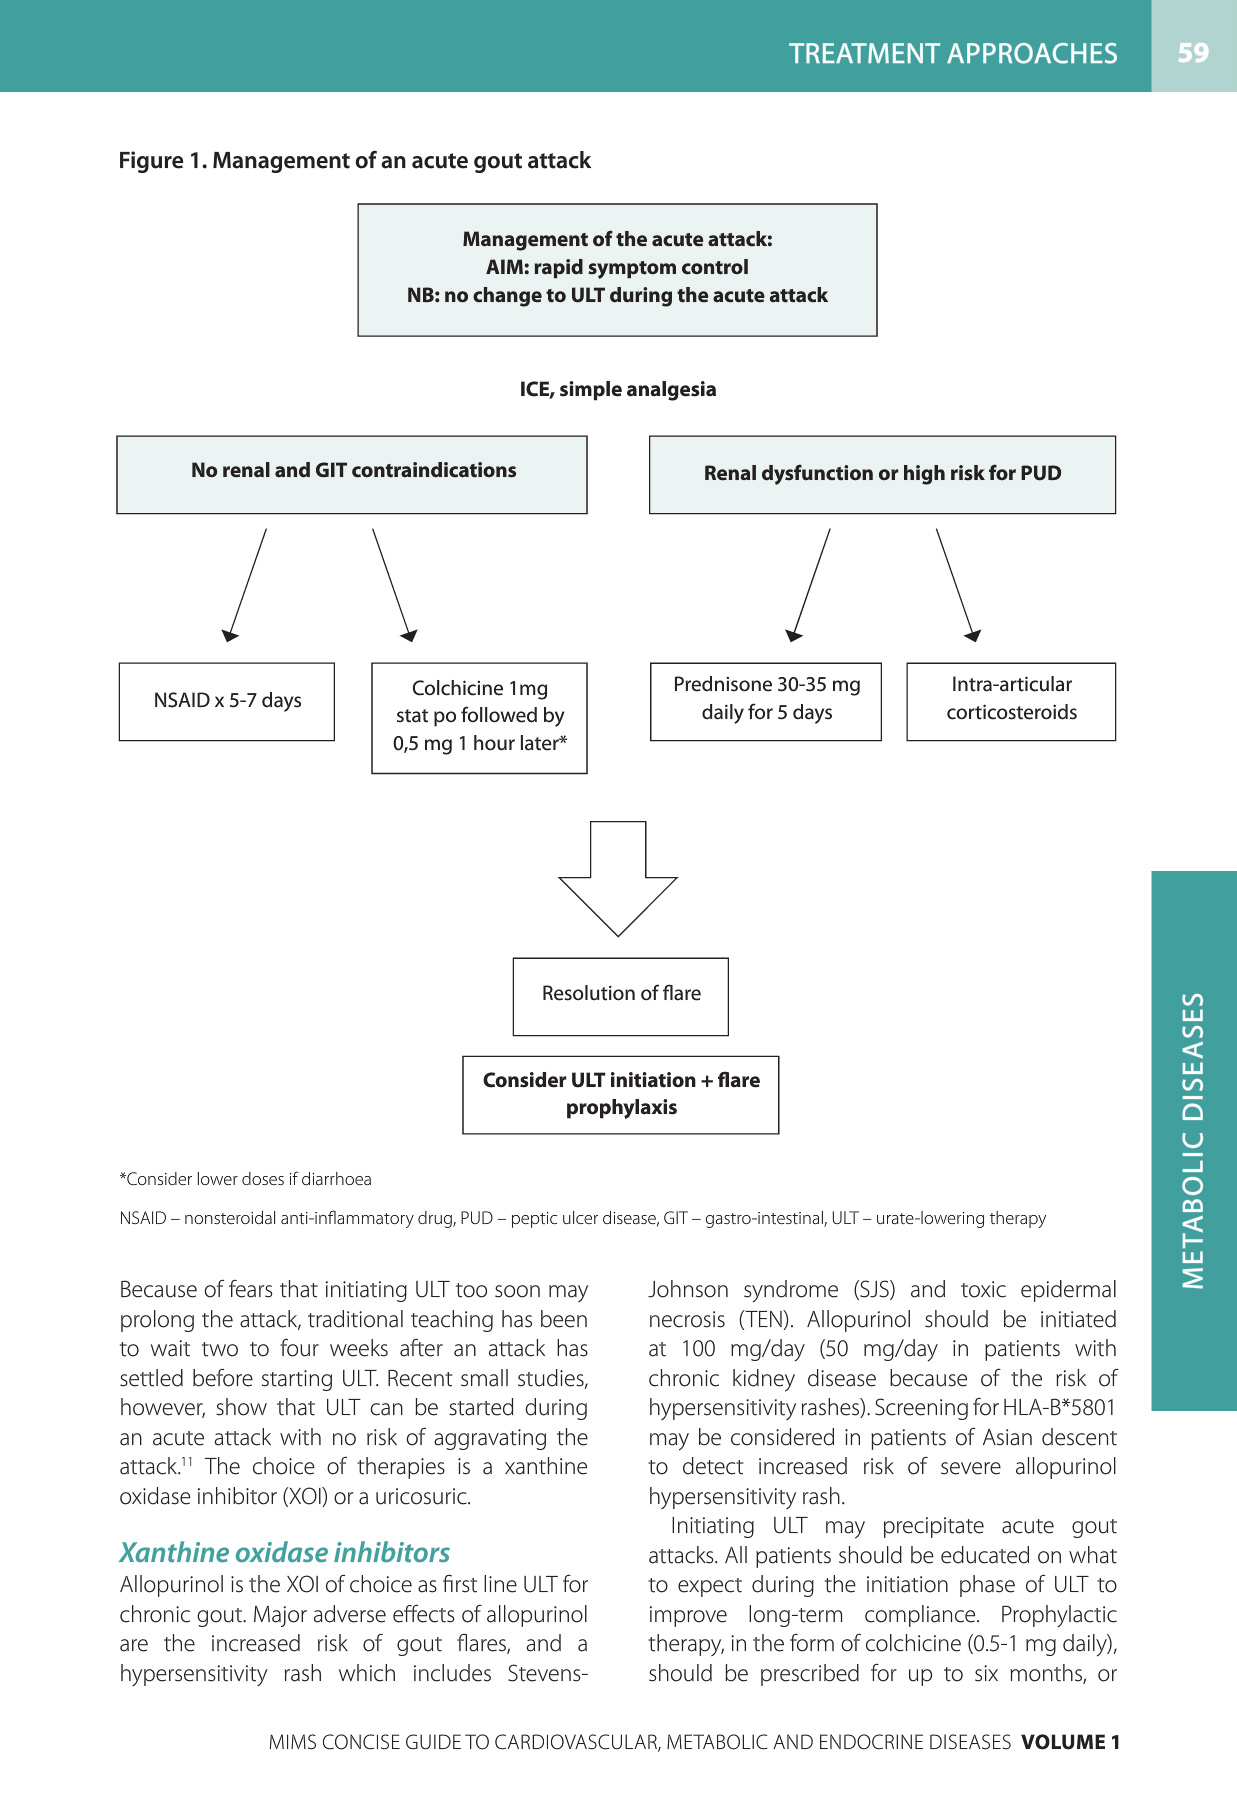 TREATMENT APPROACHES 59
Figure 1. Management of an acute gout attack
Management of the acute attack:
AIM: rapid symptom control
NB: no change to ULT during the acute attack
ICE, simple analgesia
No renal and GIT contraindications
Renal dysfunction or high risk for PUD
NSAID x 5-7 days
Colchicine 1mg
stat po followed by
0,5 mg 1 hour later*
Prednisone 30-35 mg
daily for 5 days
Intra-articular
corticosteroids
Resolution of flare
Consider ULT initiation + flare
prophylaxis
*Consider lower doses if diarrhoea
NSAID – nonsteroidal anti-inflammatory drug, PUD – peptic ulcer disease, GIT – gastro-intestinal, ULT – urate-lowering therapy
Because of fears that initiating ULT too soon may
prolong the attack, traditional teaching has been
to wait two to four weeks after an attack has
settled before starting ULT. Recent small studies,
however, show that ULT can be started during
an acute attack with no risk of aggravating the
attack.11 The choice of therapies is a xanthine
oxidase inhibitor (XOI) or a uricosuric.
Xanthine oxidase inhibitors
Allopurinol is the XOI of choice as first line ULT for
chronic gout. Major adverse effects of allopurinol
are the increased risk of gout flares, and a
hypersensitivity rash which includes Stevens-
Johnson syndrome (SJS) and toxic epidermal
necrosis (TEN). Allopurinol should be initiated
at 100 mg/day (50 mg/day in patients with
chronic kidney disease because of the risk of
hypersensitivity rashes). Screening for HLA-B*5801
may be considered in patients of Asian descent
to detect increased risk of severe allopurinol
hypersensitivity rash.
Initiating ULT may precipitate acute gout
attacks. All patients should be educated on what
to expect during the initiation phase of ULT to
improve long-term compliance. Prophylactic
therapy, in the form of colchicine (0.5-1 mg daily),
should be prescribed for up to six months, or
METABOLIC DISEASES
MIMS CONCISE GUIDE TO CARDIOVASCULAR, METABOLIC AND ENDOCRINE DISEASES VOLUME 1